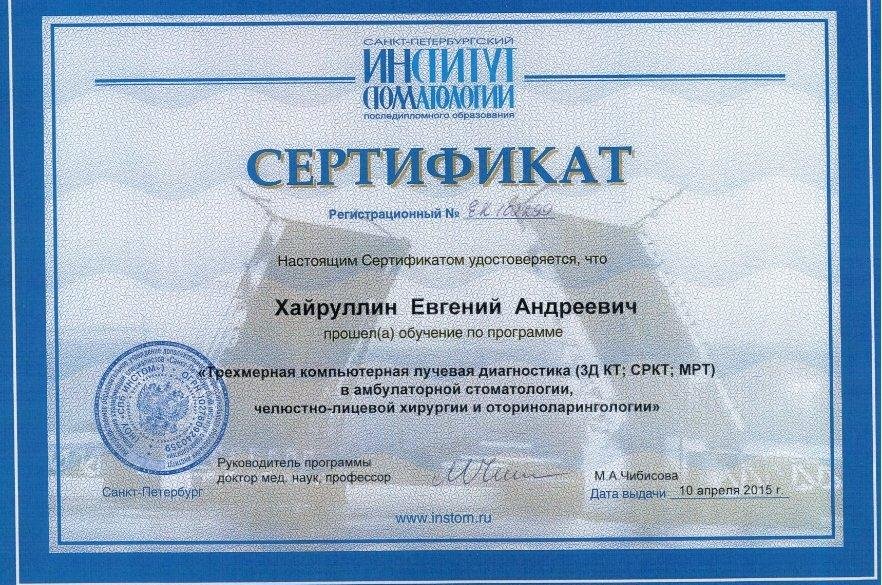 САНКТ-ПЕТЕРБУРГСКИЙ
ИНСТИТУТ
СТОМАТОЛОГИИ
последипломного образования
СЕРТИФИКАТ
Регистрационный №
Настоящим Сертификатом удостоверяется, что
Хайруллин Евгений Андреевич
прошел(а) обучение по программе
«Трехмерная компьютерная лучевая диагностика (3Д КТ; СРКТ; МРТ)
в амбулаторной стоматологии,
челюстно-лицевой хирургии и оториноларингологии»
Руководитель программы
доктор мед. наук, профессор
М.А.Чибисова
Санкт-Петербург
Дата выдачи 10 апреля 2015 г.
www.instom.ru